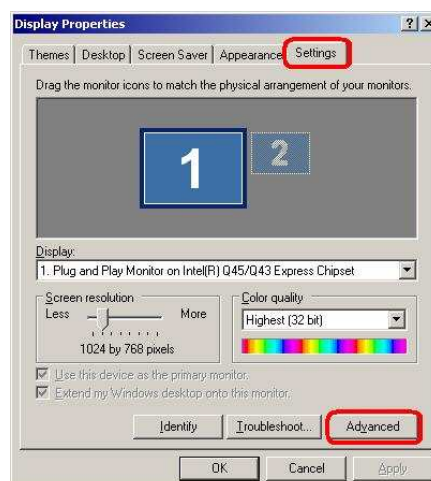 Display Properties
Themes Desktop Screen Saver Appearance Settings
Drag the monitor icons to match the physical arrangement of your monitors.
1 2
Display:
1. Plug and Play Monitor on Intel(R) Q45/Q43 Express Chipset
Screen resolution
Less More
1024 by 768 pixels
Color quality
Highest (32 bit)
Use this device as the primary monitor.
Extend my Windows desktop onto this monitor.
Identify Troubleshoot... Advanced
OK Cancel Apply